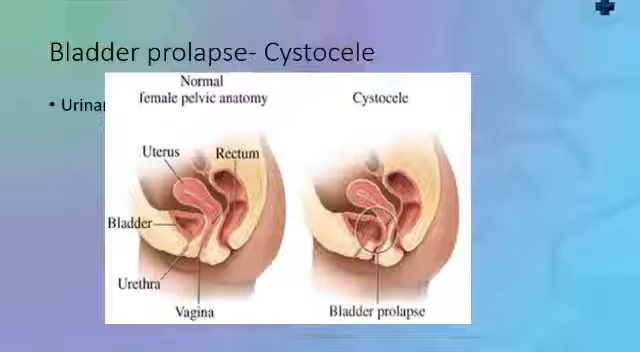 Bladder prolapse- Cystocele
• Urinar
Normal
female pelvic anatomy
Cystocele
Uterus
Rectum
Bladder
Urethra
Vagina
Bladder prolapse